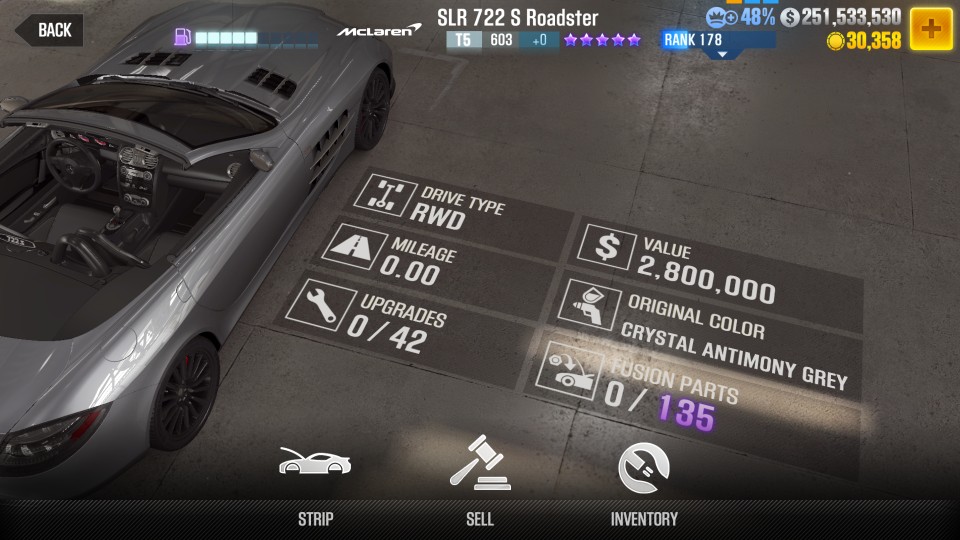 BACK
McLaren
SLR 722 S Roadster
T5 603 +0
RANK 178
48% $ 251,533,530
30,358
DRIVE TYPE
RWD
MILEAGE
0.00
UPGRADES
0/42
$ VALUE
2,800,000
ORIGINAL COLOR
CRYSTAL ANTIMONY GREY
FUSION PARTS
0/135
722 S
STRIP
SELL
INVENTORY